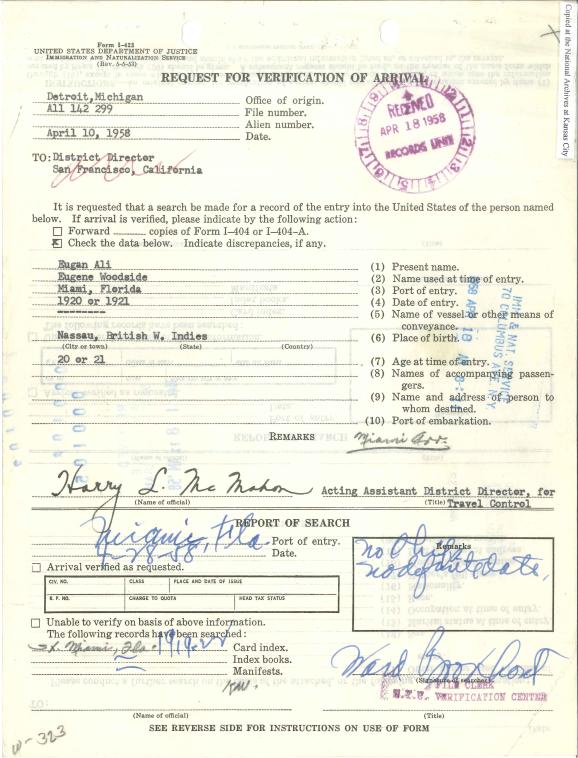 Copied at the National Archives at Kansas City
Form I-423
UNITED STATES DEPARTMENT OF JUSTICE
IMMIGRATION AND NATURALIZATION SERVICE
(Rev. 5-5-53)
REQUEST FOR VERIFICATION OF ARRIVAL
Detroit, Michigan Office of origin.
All 142 299 File number.
Alien number.
April 10, 1958 Date.
RECEIVED
APR 18 1958
RECORDS UNIT
TO: District Director
San Francisco, California
It is requested that a search be made for a record of the entry into the United States of the person named
below. If arrival is verified, please indicate by the following action:
Forward copies of Form I-404 or I-404-A.
x Check the data below. Indicate discrepancies, if any.
Eugan Ali (1) Present name.
Eugene Woodside (2) Name used at time of entry.
Miami, Florida (3) Port of entry.
1920 or 1921 (4) Date of entry.
-------- (5) Name of vessel or other means of
conveyance.
Nassau, British W. Indies (6) Place of birth.
(City or town) (State) (Country)
20 or 21 (7) Age at time of entry.
(8) Names of accompanying passengers.
(9) Name and address of person to
whom destined.
(10) Port of embarkation.
IMM & NAT. SERVICE
70 COLUMBUS AVE. N.Y.
REMARKS Miami Arr.
Harry L. McMahon Acting Assistant District Director, for
(Name of official) (Title) Travel Control
REPORT OF SEARCH
Miami, Fla. Port of entry.
4-28-58 Date.
Remarks
no definite date,
Arrival verified as requested.
CIV. NO. CLASS PLACE AND DATE OF ISSUE
R. P. NO. CHARGE TO QUOTA HEAD TAX STATUS
Unable to verify on basis of above information.
The following records have been searched:
Miami, Fla. 1919-22 Card index.
Index books.
Manifests.
KW.
Ward
(Signature of searcher)
FILE CLERK
VERIFICATION CENTER
TO:
(Name of official) (Title)
SEE REVERSE SIDE FOR INSTRUCTIONS ON USE OF FORM
W-323